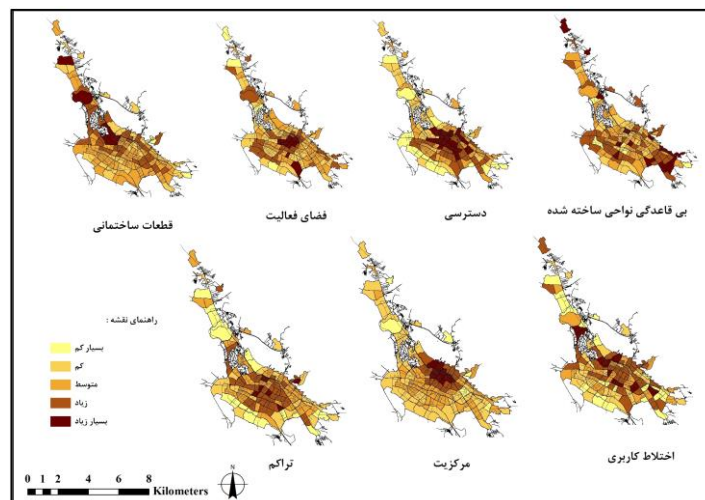 بی قاعدگی نواحی ساخته شده
دسترسی
فضای فعالیت
قطعات ساختمانی
راهنمای نقشه :
بسیار کم
کم
متوسط
زیاد
بسیار زیاد
اختلاط کاربری
مرکزیت
تراکم
0 1 2 4 6 8
Kilometers
N